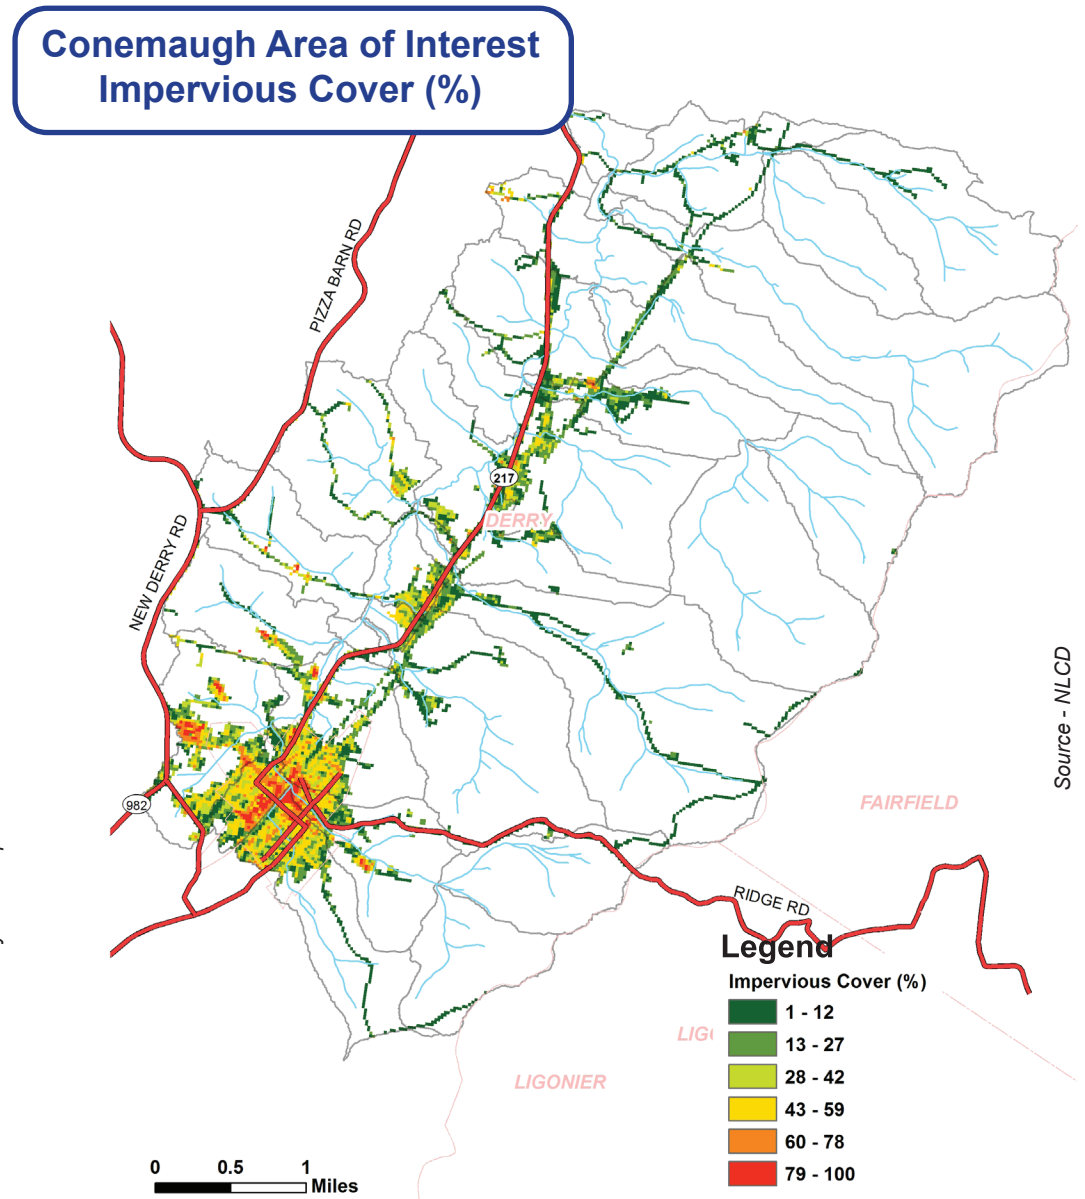 Conemaugh Area of Interest
Impervious Cover (%)
PIZZA BARN RD
217
DERRY
NEW DERRY RD
Source - NLCD
982
FAIRFIELD
RIDGE RD
Legend
Impervious Cover (%)
1 - 12
13 - 27
28 - 42
43 - 59
60 - 78
79 - 100
LIGONIER
0 0.5 1
Miles